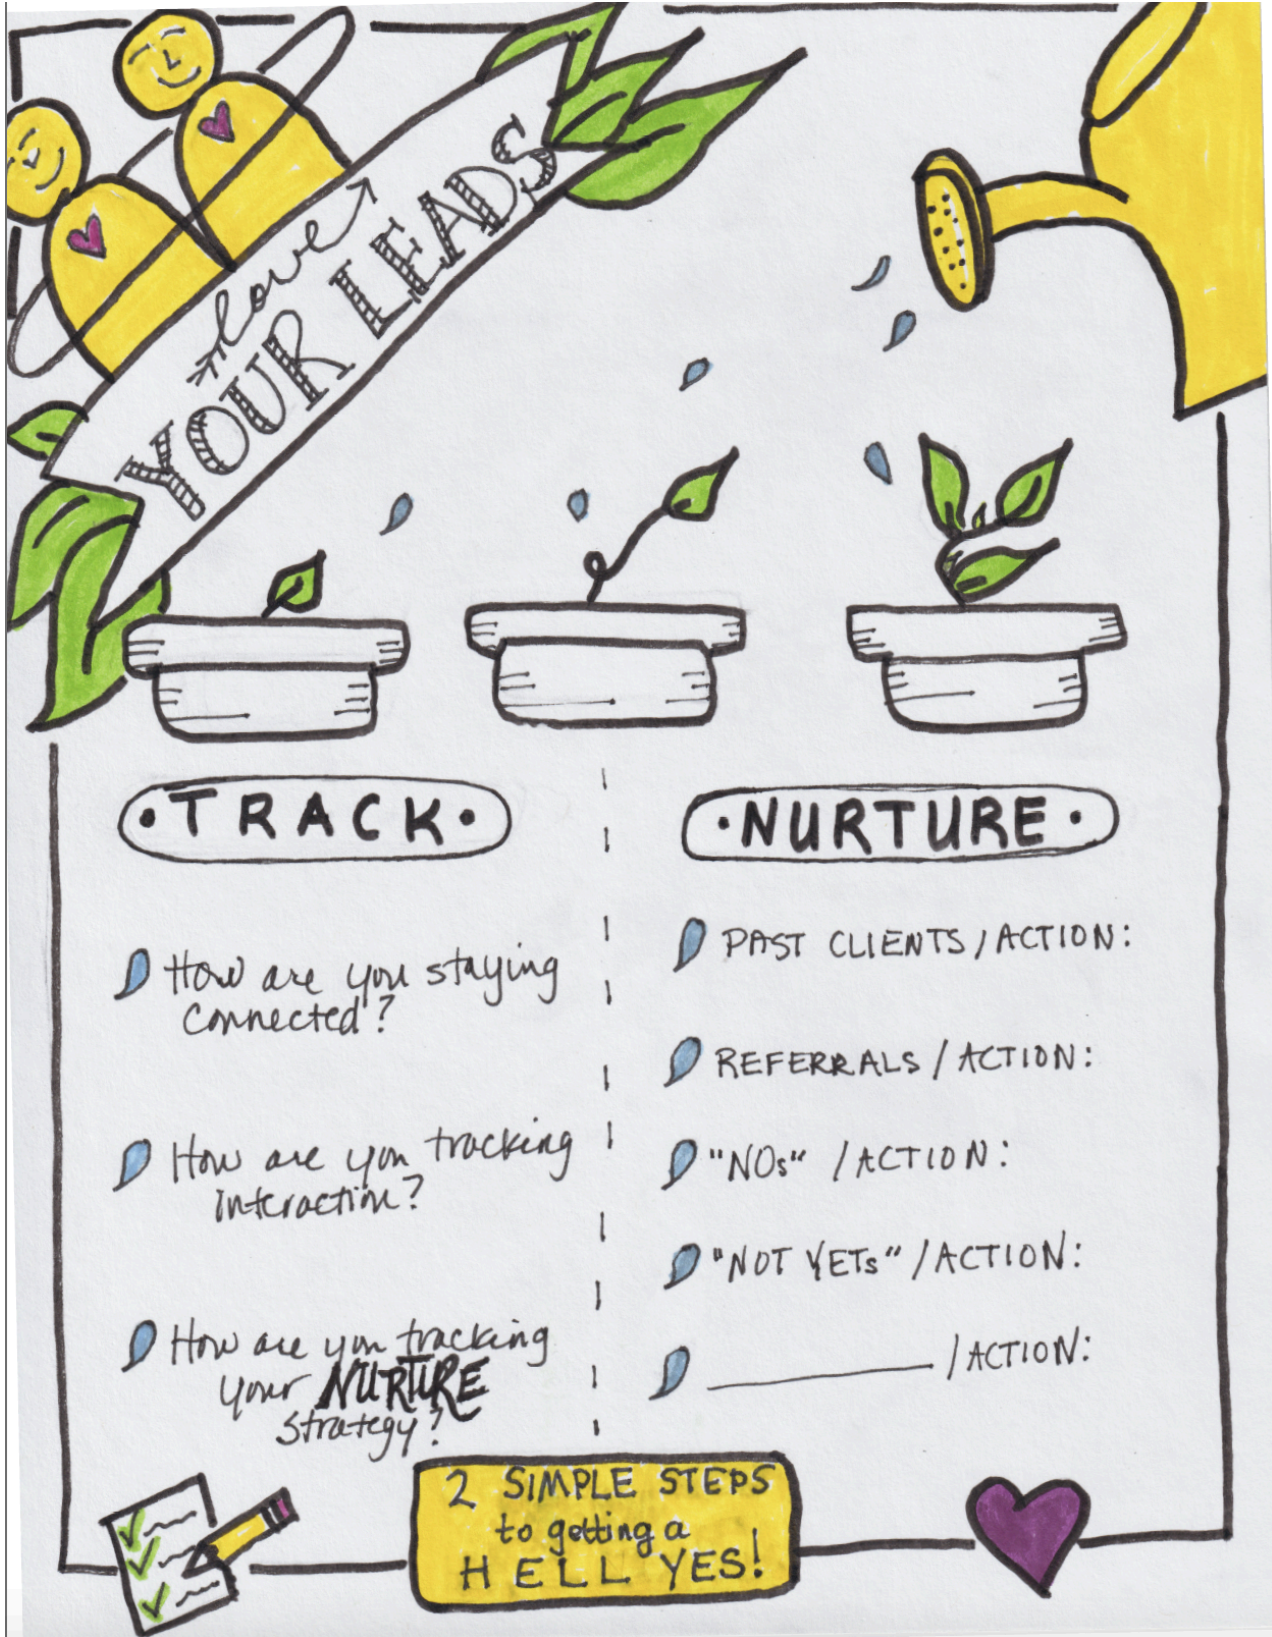 love
YOUR LEADS
• TRACK •
How are you staying
connected?
How are you tracking
interaction?
How are you tracking
your NURTURE
strategy?
• NURTURE •
PAST CLIENTS / ACTION:
REFERRALS / ACTION:
"NOs" / ACTION:
"NOT YETs" / ACTION:
__________ / ACTION:
2 SIMPLE STEPS
to getting a
HELL YES!